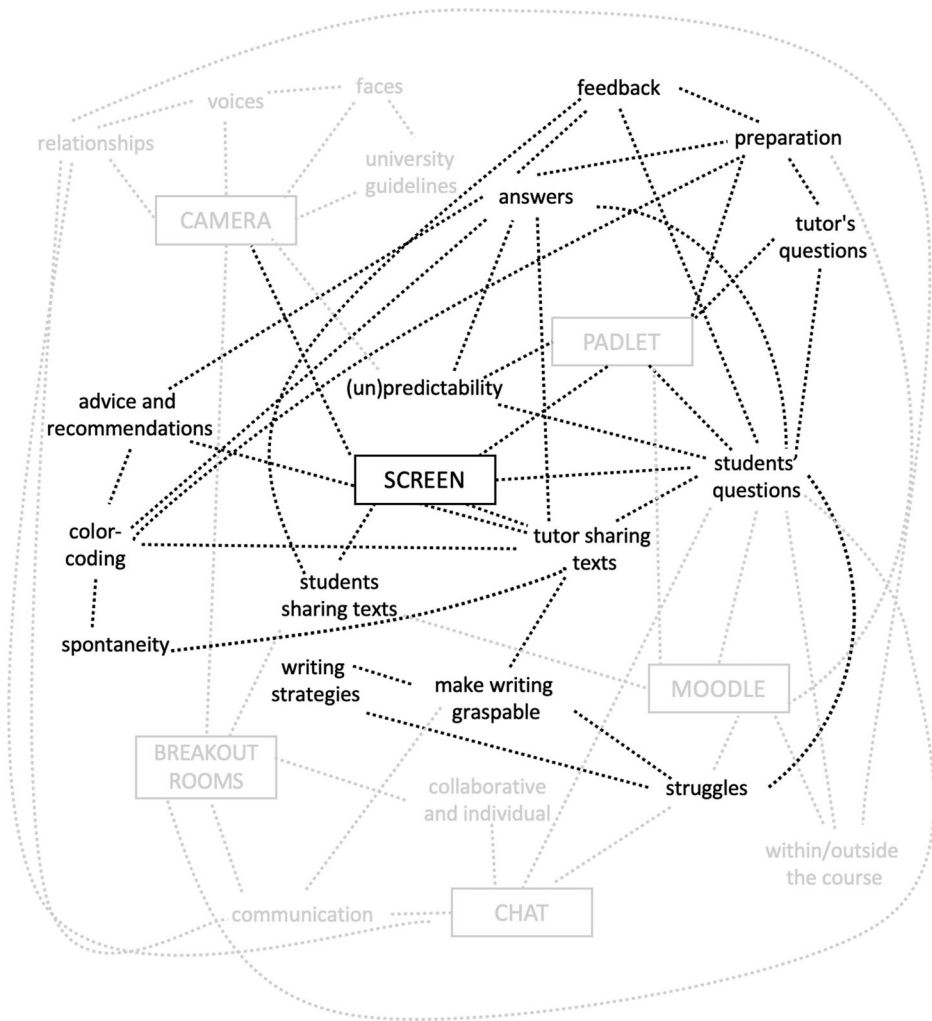 feedback
faces
voices
preparation
relationships
university
guidelines
answers
CAMERA
tutor's
questions
PADLET
(un)predictability
advice and
recommendations
SCREEN
students'
questions
color-
coding
tutor sharing
texts
students
sharing texts
spontaneity
writing
strategies
make writing
graspable
MOODLE
BREAKOUT
ROOMS
collaborative
and individual
struggles
within/outside
the course
communication
CHAT